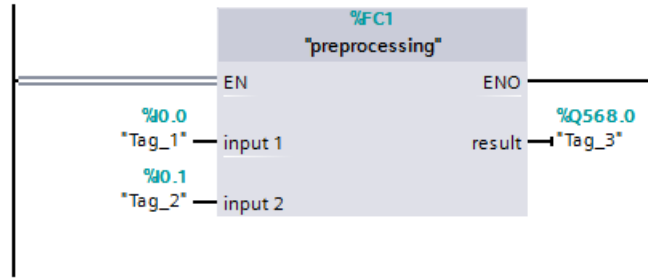 %FC1
"preprocessing"
EN ENO
%I0.0 %Q568.0
"Tag_1" input 1 result "Tag_3"
%I0.1
"Tag_2" input 2